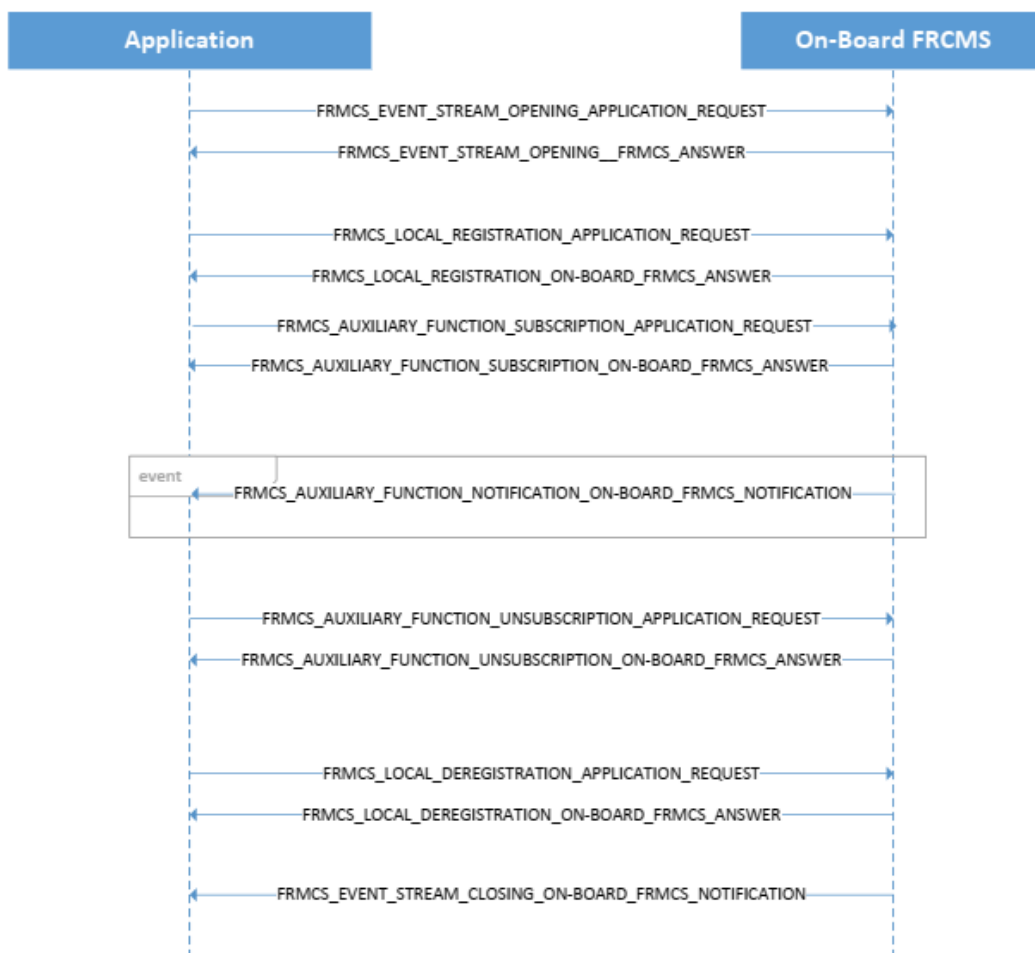 Application
On-Board FRCMS
FRMCS_EVENT_STREAM_OPENING_APPLICATION_REQUEST
FRMCS_EVENT_STREAM_OPENING__FRMCS_ANSWER
FRMCS_LOCAL_REGISTRATION_APPLICATION_REQUEST
FRMCS_LOCAL_REGISTRATION_ON-BOARD_FRMCS_ANSWER
FRMCS_AUXILIARY_FUNCTION_SUBSCRIPTION_APPLICATION_REQUEST
FRMCS_AUXILIARY_FUNCTION_SUBSCRIPTION_ON-BOARD_FRMCS_ANSWER
event
FRMCS_AUXILIARY_FUNCTION_NOTIFICATION_ON-BOARD_FRMCS_NOTIFICATION
FRMCS_AUXILIARY_FUNCTION_UNSUBSCRIPTION_APPLICATION_REQUEST
FRMCS_AUXILIARY_FUNCTION_UNSUBSCRIPTION_ON-BOARD_FRMCS_ANSWER
FRMCS_LOCAL_DEREGISTRATION_APPLICATION_REQUEST
FRMCS_LOCAL_DEREGISTRATION_ON-BOARD_FRMCS_ANSWER
FRMCS_EVENT_STREAM_CLOSING_ON-BOARD_FRMCS_NOTIFICATION